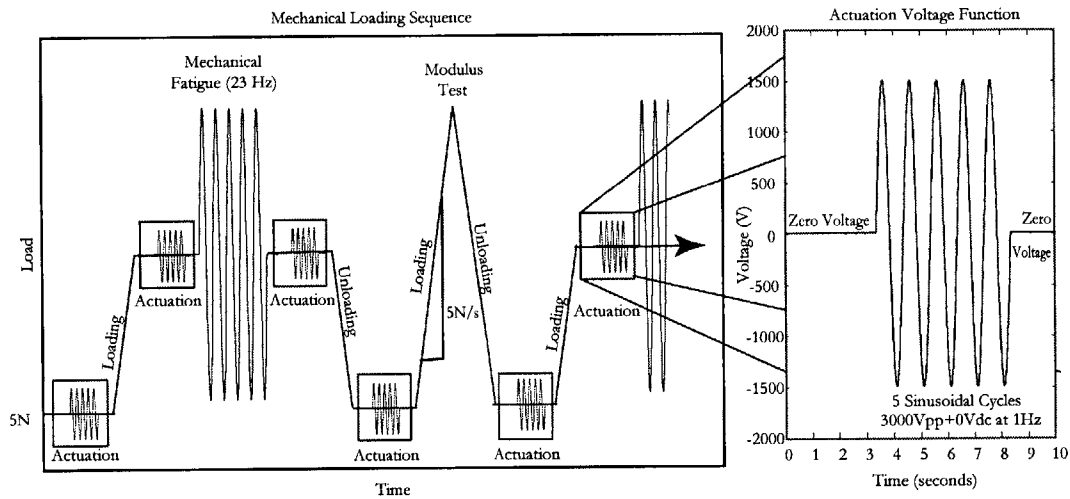 Mechanical Loading Sequence
Mechanical
Fatigue (23 Hz)
Modulus
Test
Load
5N
Actuation
Loading
Actuation
Actuation
Unloading
Actuation
Loading
5N/s
Unloading
Actuation
Loading
Actuation
Time
Actuation Voltage Function
Voltage (V)
2000
1500
1000
500
0
-500
-1000
-1500
-2000
Zero Voltage
Zero
Voltage
5 Sinusoidal Cycles
3000Vpp+0Vdc at 1Hz
0 1 2 3 4 5 6 7 8 9 10
Time (seconds)